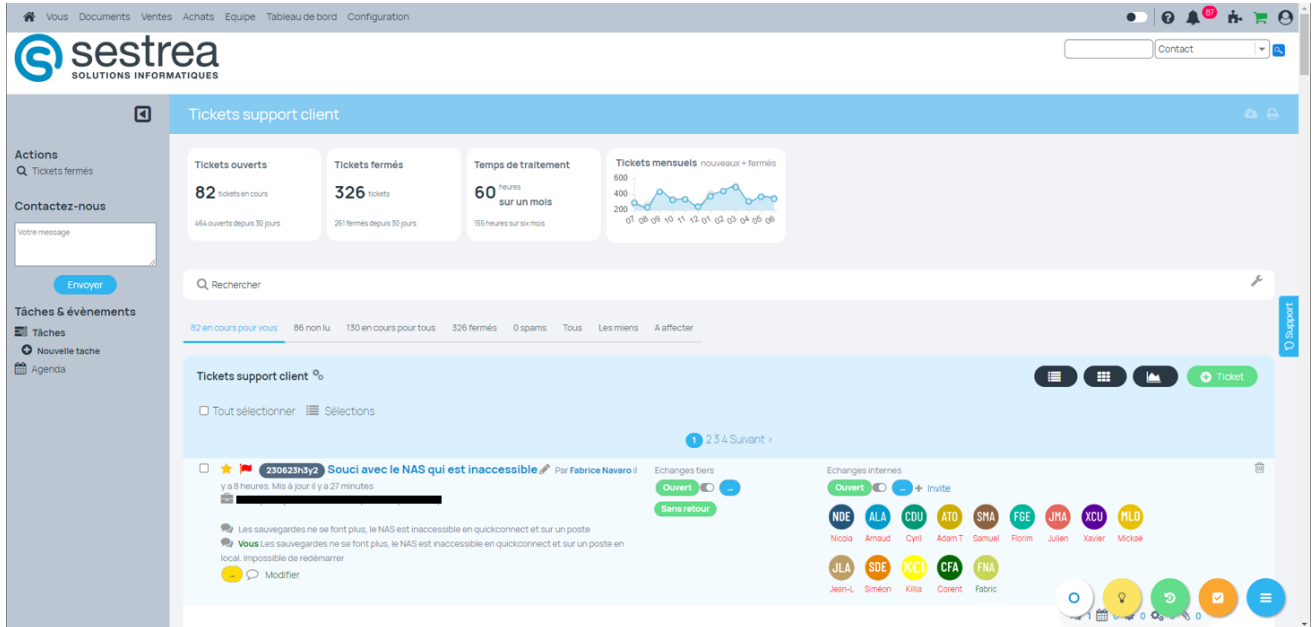 Vous Documents Ventes Achats Equipe Tableau de bord Configuration
87
sestrea
SOLUTIONS INFORMATIQUES
Contact
Tickets support client
Actions
Tickets fermés
Contactez-nous
Votre message
Envoyer
Tâches & évènements
Tâches
Nouvelle tache
Agenda
Tickets ouverts
82 tickets en cours
464 ouverts depuis 30 jours
Tickets fermés
326 tickets
261 fermés depuis 30 jours
Temps de traitement
60 heures
sur un mois
155 heures sur six mois
Tickets mensuels nouveaux + fermés
600
400
200
07 08 09 10 11 12 01 02 03 04 05 06
Rechercher
Support
82 en cours pour vous 86 non lu 130 en cours pour tous 326 fermés 0 spams Tous Les miens A affecter
Tickets support client
Ticket
Tout sélectionner Sélections
1 2 3 4 Suivant ›
230623h3y2 Souci avec le NAS qui est inaccessible Par Fabrice Navaro il
y a 8 heures. Mis à jour il y a 27 minutes
Les sauvegardes ne se font plus, le NAS est inaccessible en quickconnect et sur un poste
Vous Les sauvegardes ne se font plus, le NAS est inaccessible en quickconnect et sur un poste en
local. Impossible de redémarrer
... Modifier
Echanges tiers
Ouvert ...
Sans retour
Echanges internes
Ouvert ... + Invite
NDE ALA CDU ATO SMA FGE JMA XCU MLO
Nicola Arnaud Cyril Adam T Samuel Florim Julien Xavier Mickaë
JLA SDE KCI CFA FNA
Jean-L Siméon Killia Corent Fabric
1 0 0 0 0